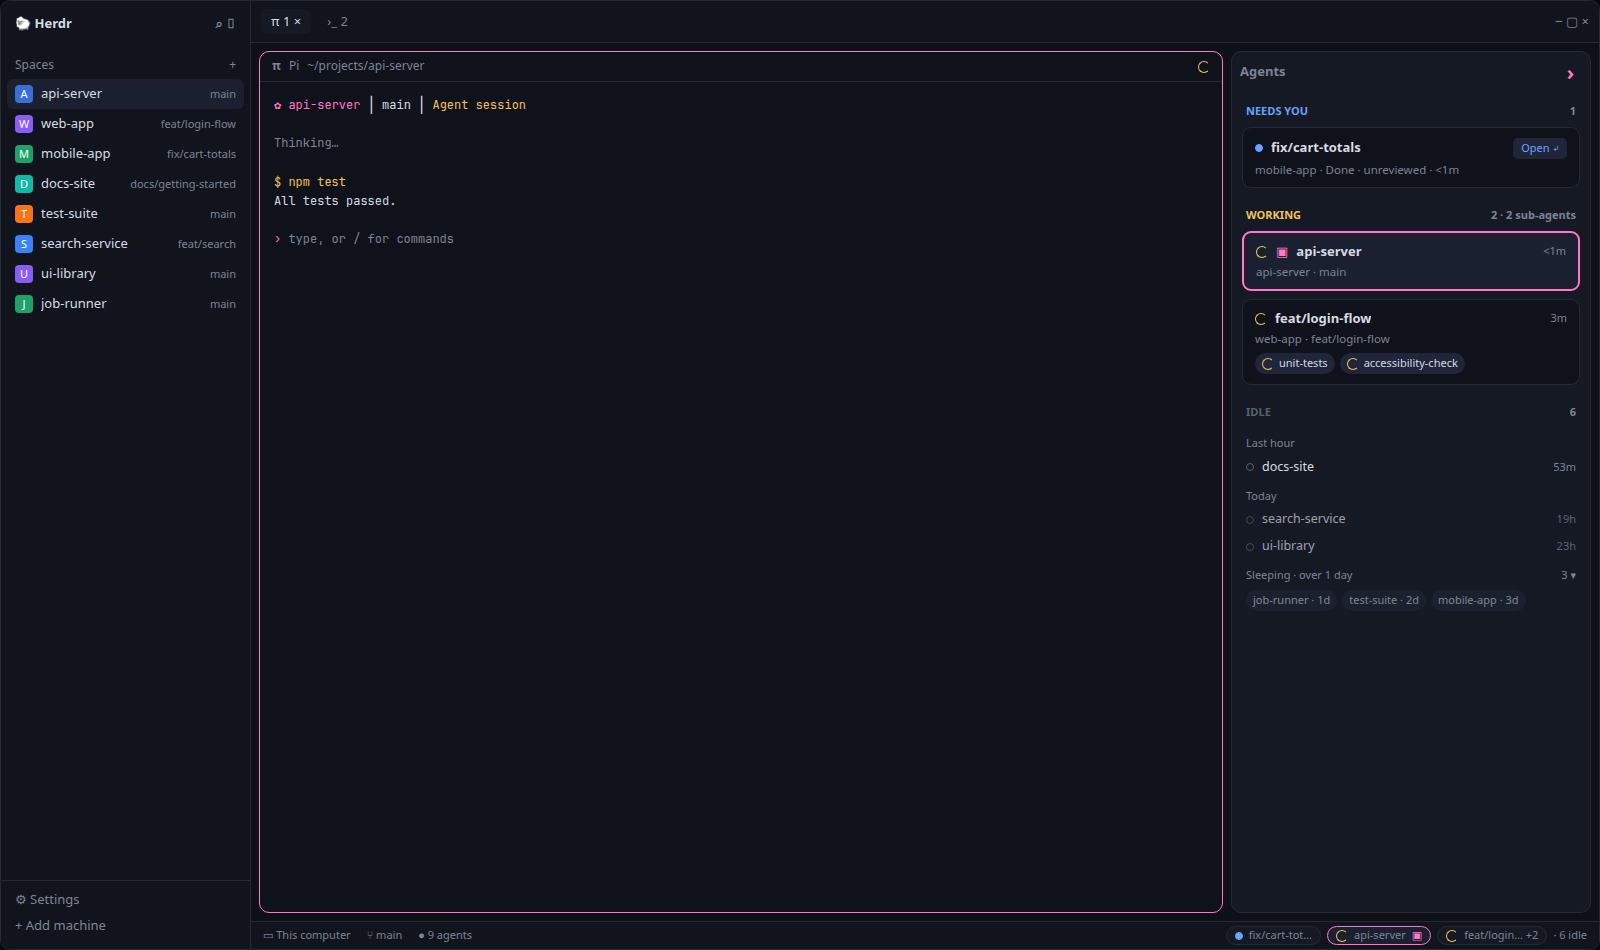 Herdr
Spaces +
A api-server main
W web-app feat/login-flow
M mobile-app fix/cart-totals
D docs-site docs/getting-started
T test-suite main
S search-service feat/search
U ui-library main
J job-runner main
Settings
+ Add machine
π 1 ×
›_ 2
π Pi ~/projects/api-server
api-server | main | Agent session
Thinking…
$ npm test
All tests passed.
› type, or / for commands
Agents ›
NEEDS YOU 1
fix/cart-totals Open ↲
mobile-app · Done · unreviewed · <1m
WORKING 2 · 2 sub-agents
api-server <1m
api-server · main
feat/login-flow 3m
web-app · feat/login-flow
unit-tests accessibility-check
IDLE 6
Last hour
docs-site 53m
Today
search-service 19h
ui-library 23h
Sleeping · over 1 day 3 ▾
job-runner · 1d test-suite · 2d mobile-app · 3d
This computer main ● 9 agents
fix/cart-tot... api-server feat/login... +2 · 6 idle